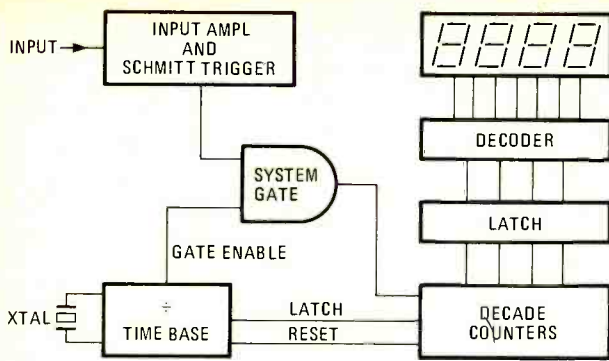 INPUT
INPUT AMPL
AND
SCHMITT TRIGGER
8888
DECODER
SYSTEM
GATE
LATCH
GATE ENABLE
XTAL
÷
TIME BASE
LATCH
RESET
DECADE
COUNTERS